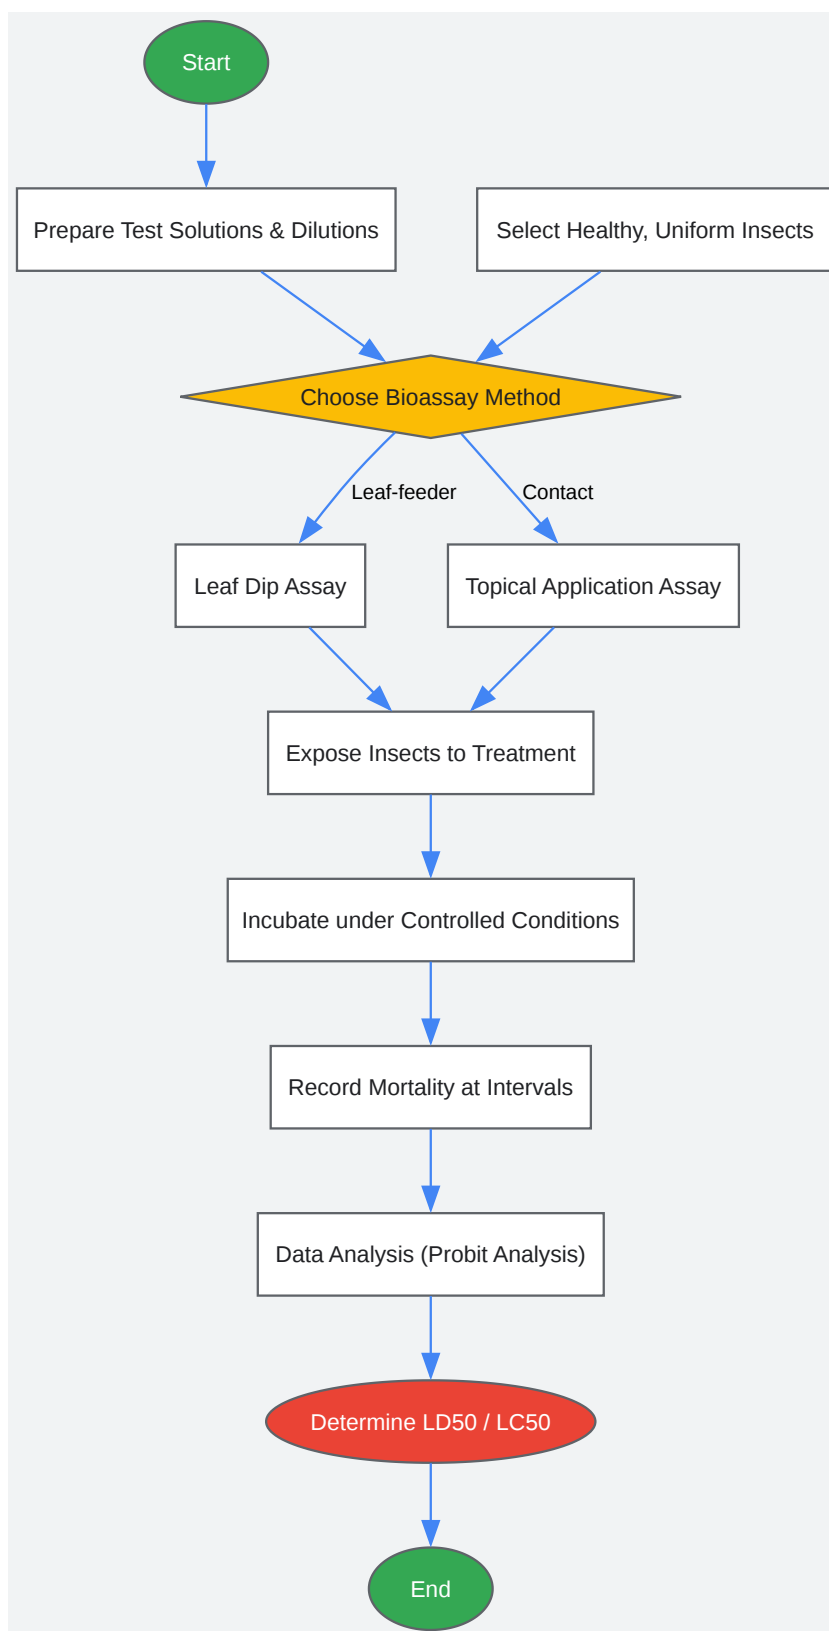 Start
Prepare Test Solutions & Dilutions
Select Healthy, Uniform Insects
Choose Bioassay Method
Leaf-feeder
Contact
Leaf Dip Assay
Topical Application Assay
Expose Insects to Treatment
Incubate under Controlled Conditions
Record Mortality at Intervals
Data Analysis (Probit Analysis)
Determine LD50 / LC50
End